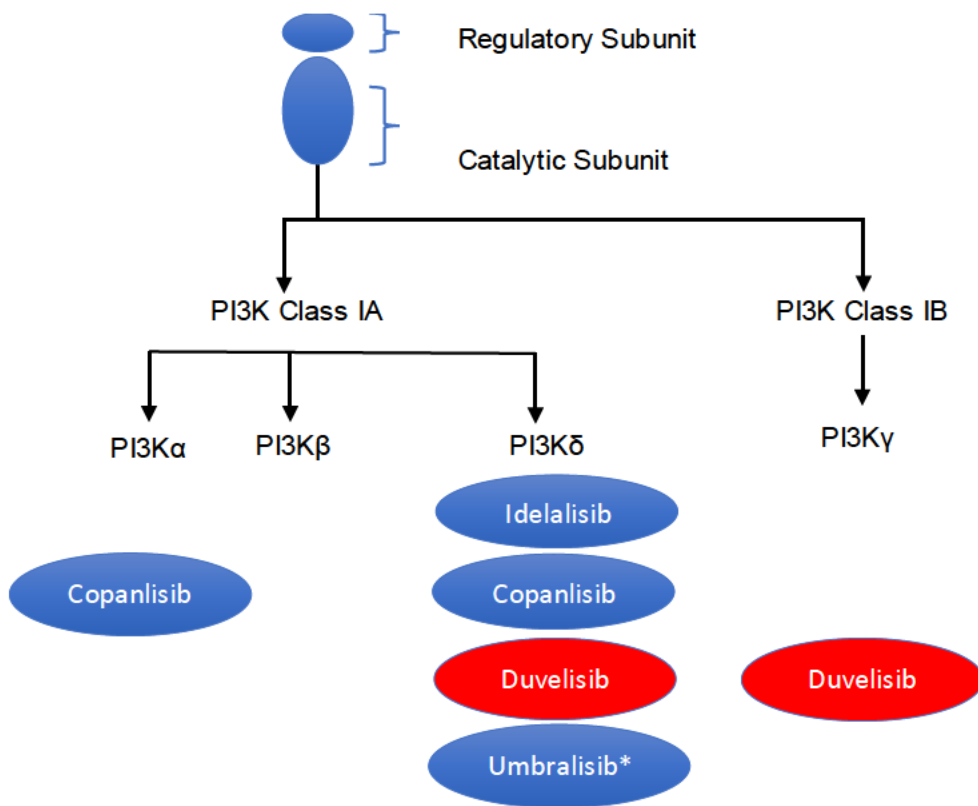 Regulatory Subunit
Catalytic Subunit
PI3K Class IA
PI3K Class IB
PI3Kα
PI3Kβ
PI3Kδ
PI3Kγ
Idelalisib
Copanlisib
Copanlisib
Duvelisib
Duvelisib
Umbralisib*